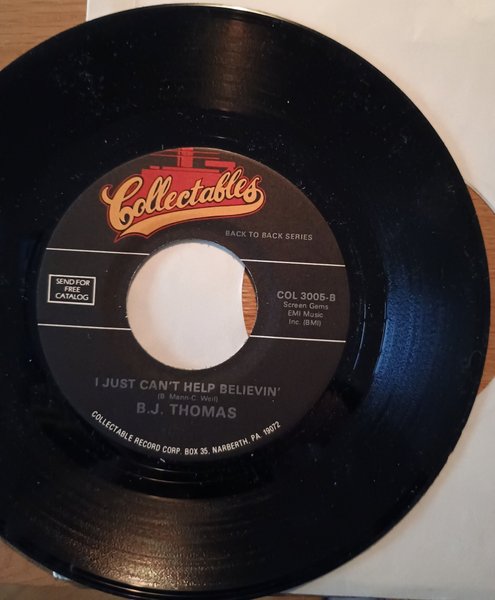 Collectables
BACK TO BACK SERIES
SEND FOR
FREE
CATALOG
COL 3005-B
Screen Gems
EMI Music
Inc. (BMI)
I JUST CAN'T HELP BELIEVIN'
(B. Mann-C. Weil)
B.J. THOMAS
COLLECTABLE RECORD CORP. BOX 35, NARBERTH, PA. 19072